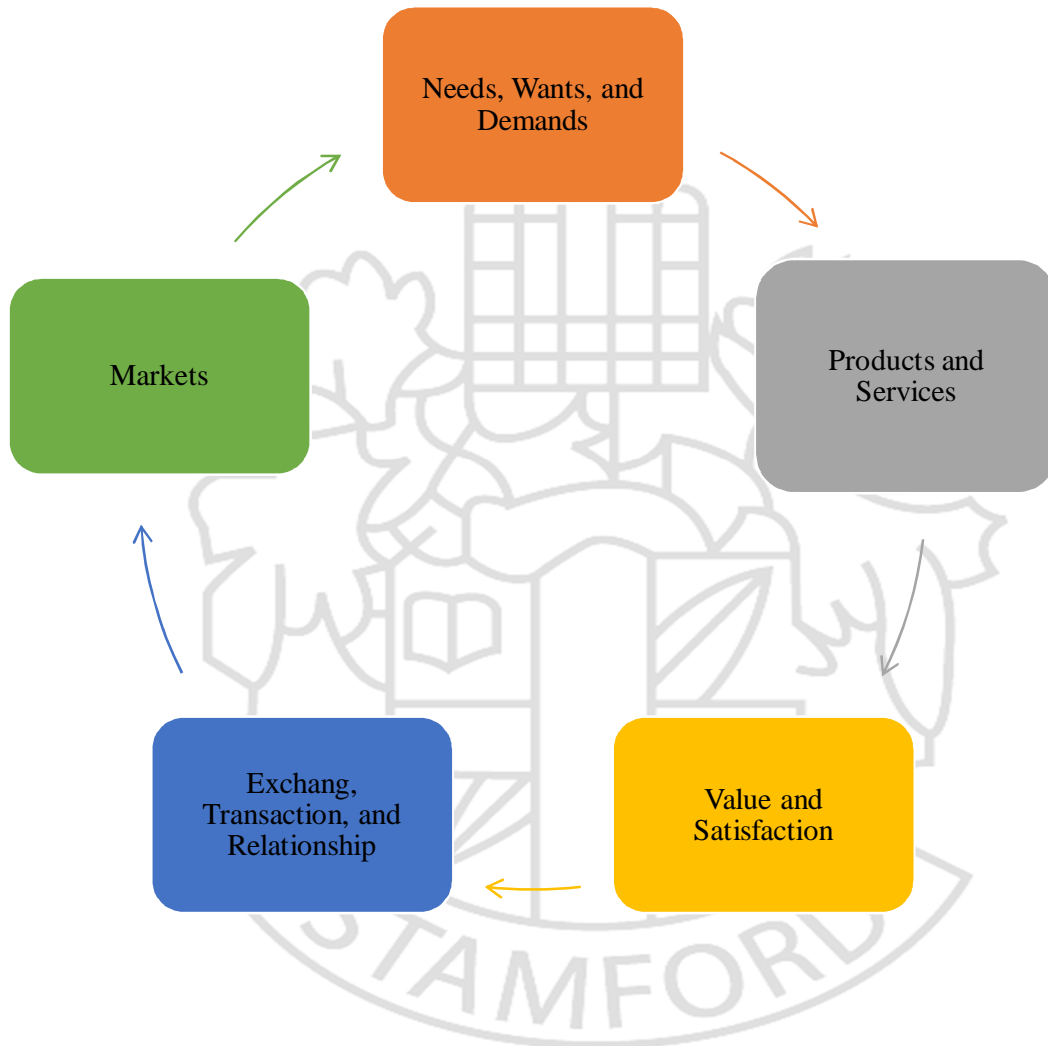 Needs, Wants, and
Demands
Products and
Services
Value and
Satisfaction
Exchang,
Transaction, and
Relationship
Markets
STAMFORD